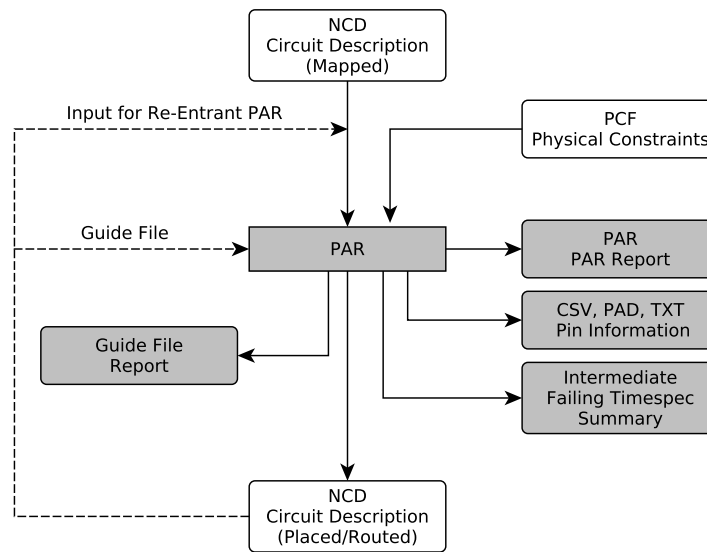 NCD
Circuit Description
(Mapped)
Input for Re-Entrant PAR
PCF
Physical Constraints
Guide File
PAR
PAR
PAR Report
CSV, PAD, TXT
Pin Information
Guide File
Report
Intermediate
Failing Timespec
Summary
NCD
Circuit Description
(Placed/Routed)